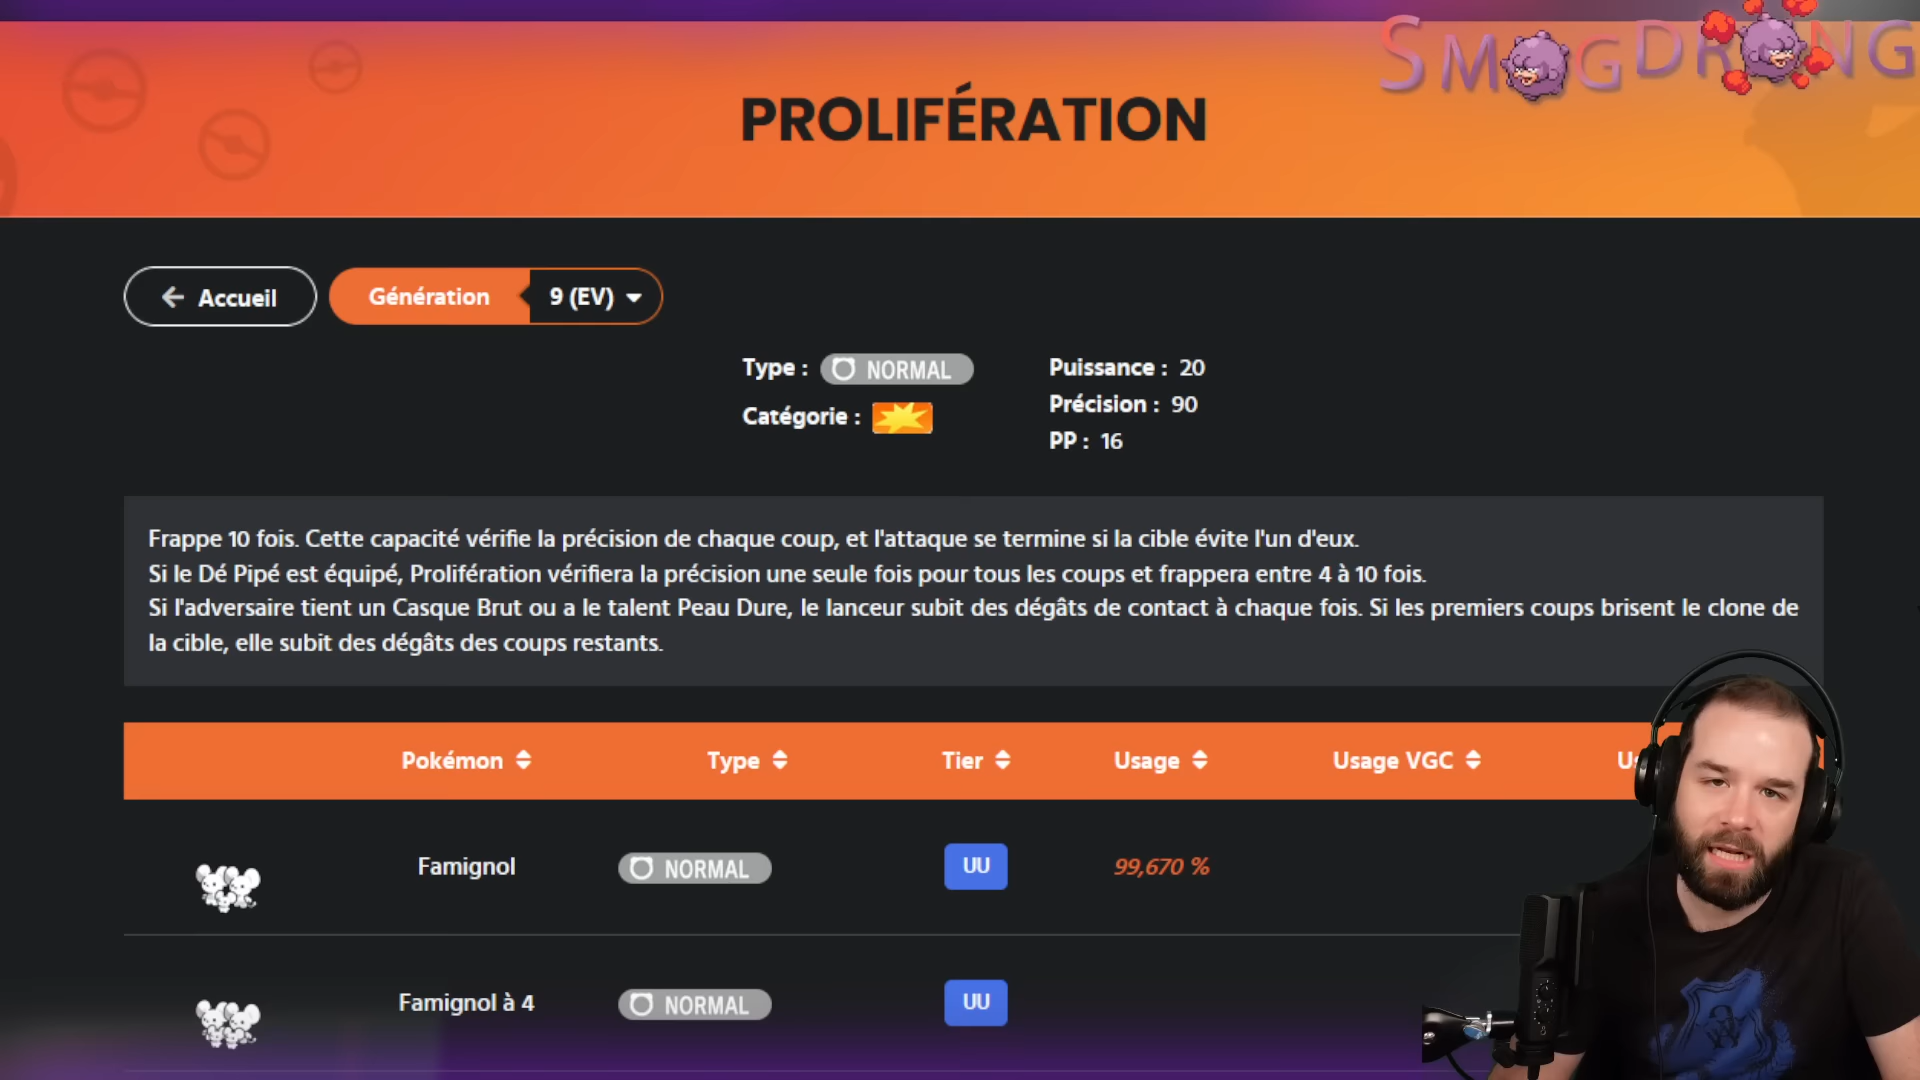 SMOGDRONG
PROLIFÉRATION
Accueil
Génération
9 (EV)
Type :
NORMAL
Puissance : 20
Catégorie :
Précision : 90
PP : 16
Frappe 10 fois. Cette capacité vérifie la précision de chaque coup, et l'attaque se termine si la cible évite l'un d'eux.
Si le Dé Pipé est équipé, Prolifération vérifiera la précision une seule fois pour tous les coups et frappera entre 4 à 10 fois.
Si l'adversaire tient un Casque Brut ou a le talent Peau Dure, le lanceur subit des dégâts de contact à chaque fois. Si les premiers coups brisent le clone de
la cible, elle subit des dégâts des coups restants.
Pokémon Type Tier Usage Usage VGC
Famignol NORMAL UU 99,670 %
Famignol à 4 NORMAL UU